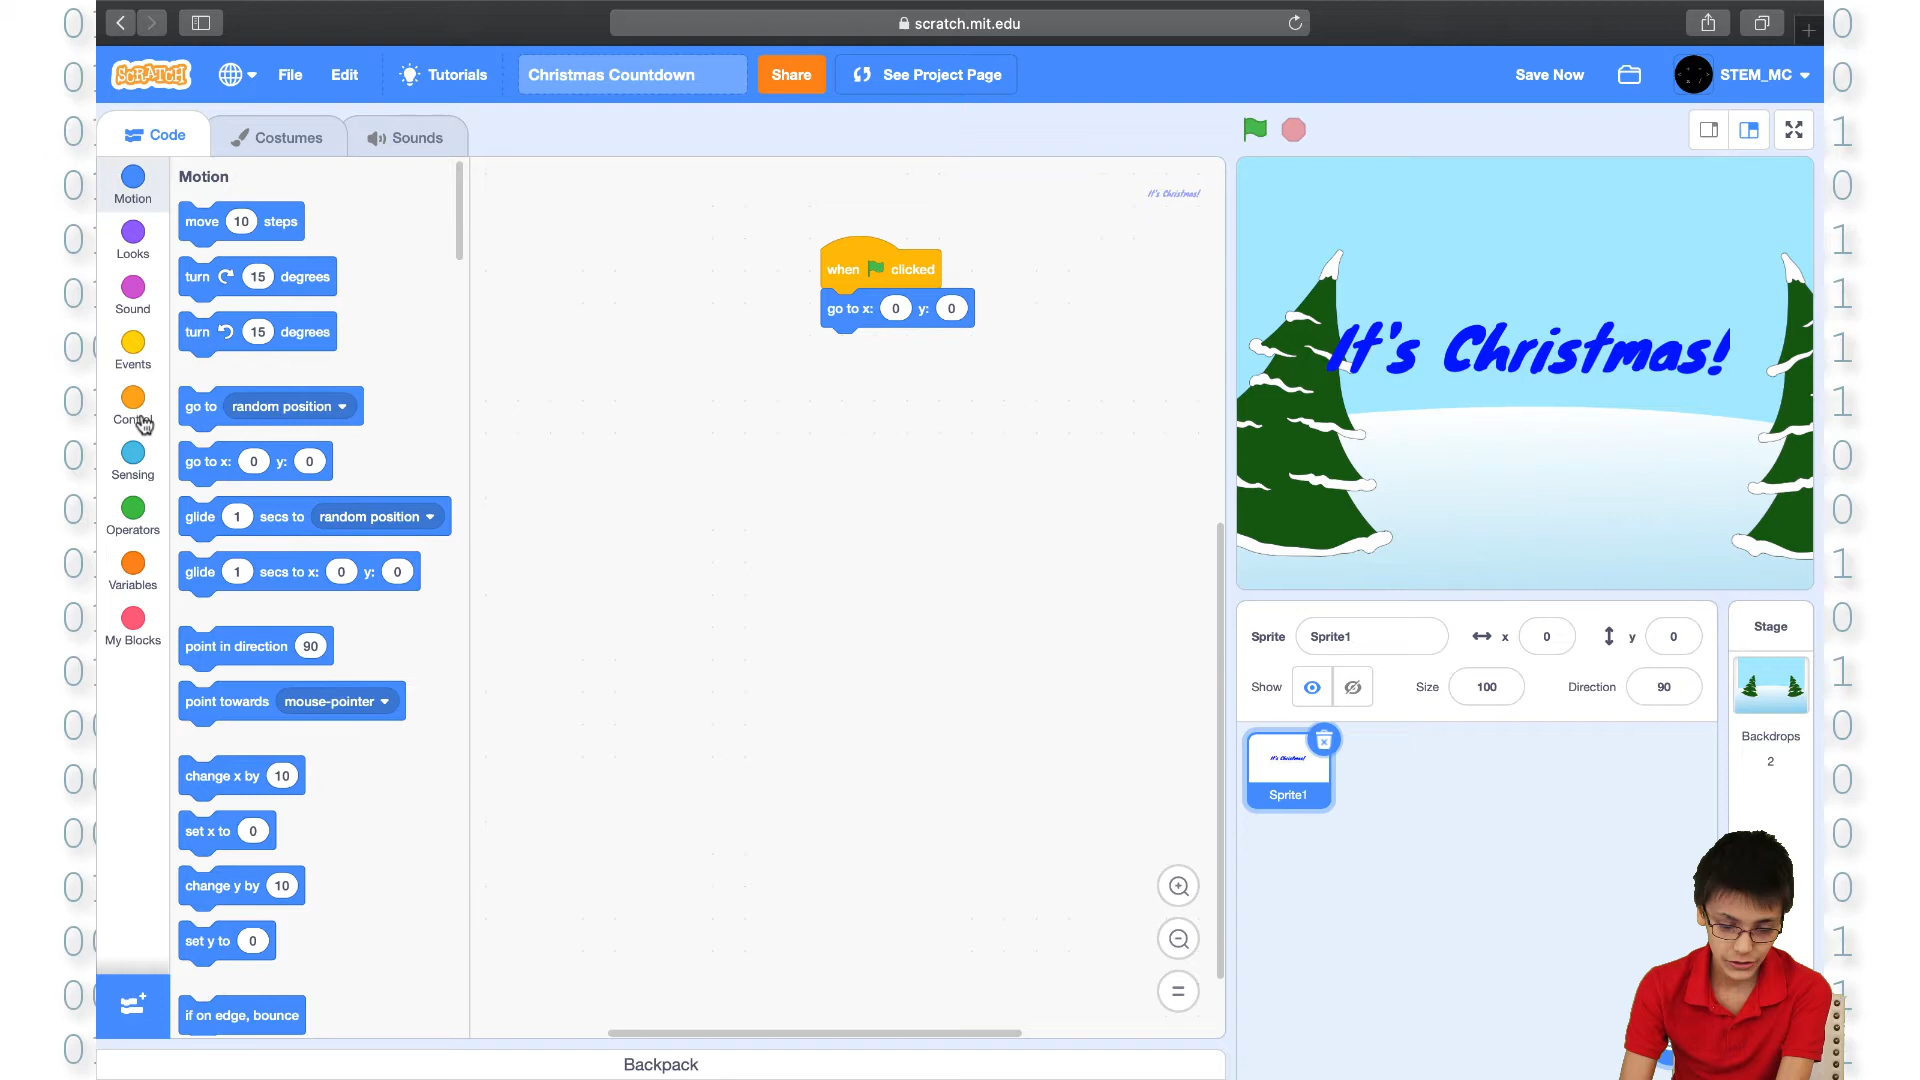 scratch.mit.edu
SCRATCH File Edit Tutorials Christmas Countdown Share See Project Page Save Now STEM_MC
Code Costumes Sounds
Motion
Looks
Sound
Events
Control
Sensing
Operators
Variables
My Blocks
Motion
move 10 steps
turn 15 degrees
turn 15 degrees
go to random position
go to x: 0 y: 0
glide 1 secs to random position
glide 1 secs to x: 0 y: 0
point in direction 90
point towards mouse-pointer
change x by 10
set x to 0
change y by 10
set y to 0
if on edge, bounce
It's Christmas!
when clicked
go to x: 0 y: 0
Backpack
It's Christmas!
Sprite Sprite1 x 0 y 0
Show Size 100 Direction 90
It's Christmas!
Sprite1
Stage
Backdrops
2